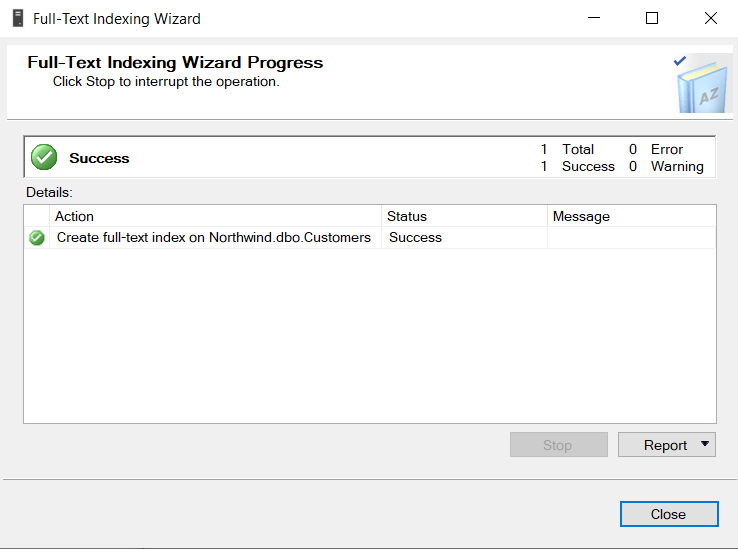 Full-Text Indexing Wizard
Full-Text Indexing Wizard Progress
Click Stop to interrupt the operation.
AZ
Success
1 Total 0 Error
1 Success 0 Warning
Details:
Action Status Message
Create full-text index on Northwind.dbo.Customers Success
Stop Report
Close